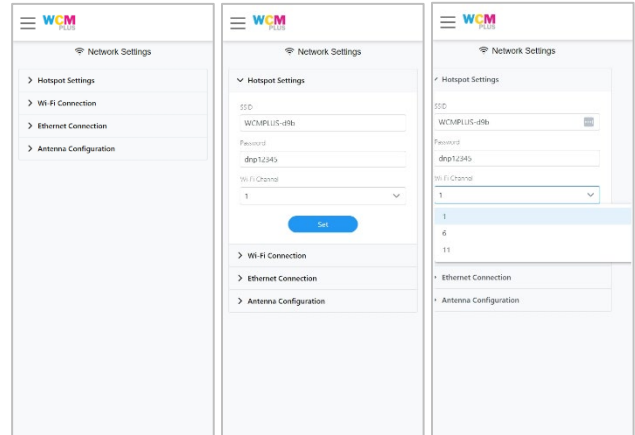 WCM
PLUS
Network Settings
Hotspot Settings
Wi-Fi Connection
Ethernet Connection
Antenna Configuration
WCM
PLUS
Network Settings
Hotspot Settings
SSID
WCMPLUS-d9b
Password
dnp12345
Wi-Fi Channel
1
Set
Wi-Fi Connection
Ethernet Connection
Antenna Configuration
WCM
PLUS
Network Settings
Hotspot Settings
SSID
WCMPLUS-d9b
Password
dnp12345
Wi-Fi Channel
1
1
6
11
Ethernet Connection
Antenna Configuration